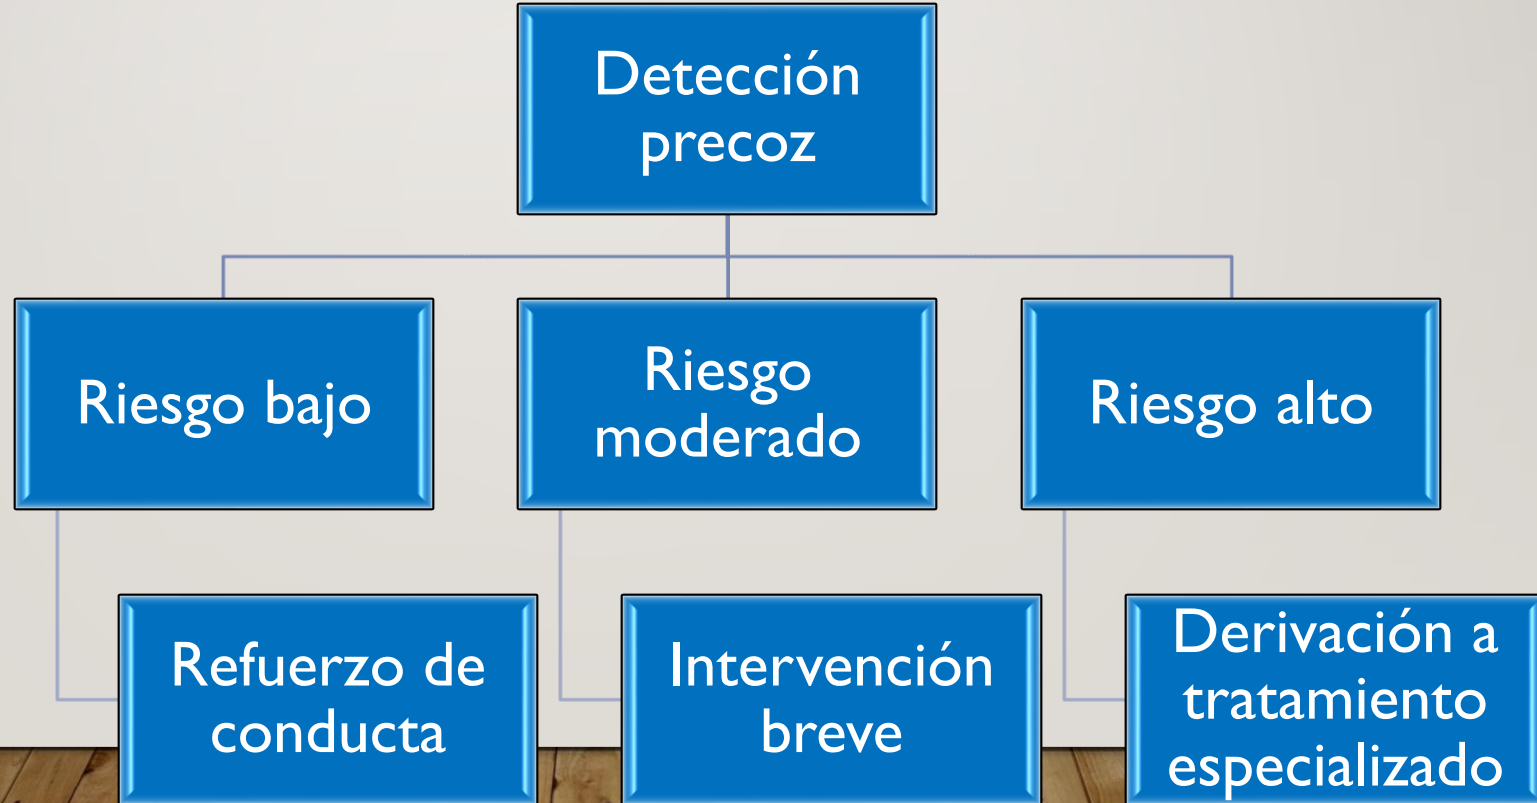 Detección
precoz
Riesgo bajo
Riesgo
moderado
Riesgo alto
Refuerzo de
conducta
Intervención
breve
Derivación a
tratamiento
especializado